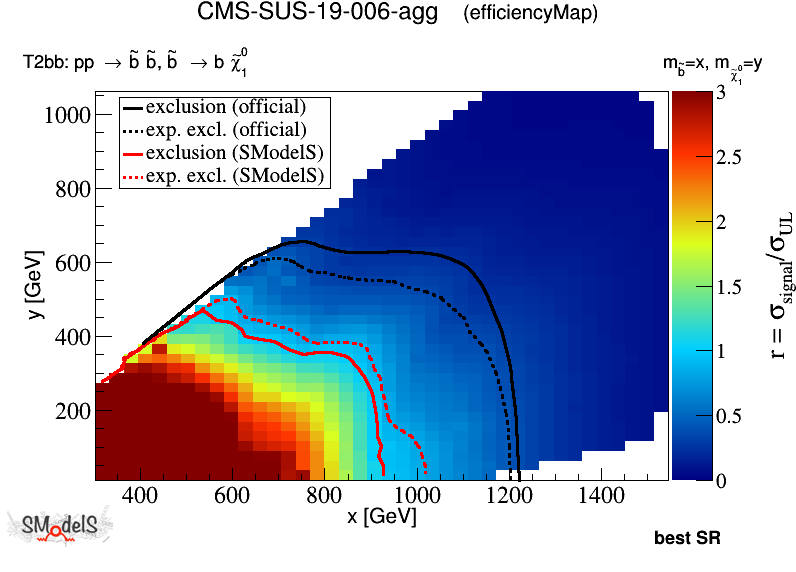 CMS-SUS-19-006-agg (efficiencyMap)
T2bb: pp → b̃ b̃, b̃ → b χ̃⁰₁
m_b̃=x, m_χ̃⁰₁=y
exclusion (official)
exp. excl. (official)
exclusion (SModelS)
exp. excl. (SModelS)
1000
800
600
400
200
y [GeV]
400 600 800 1000 1200 1400
x [GeV]
3
2.5
2
1.5
1
0.5
0
r = σ_signal/σ_UL
SModelS
best SR